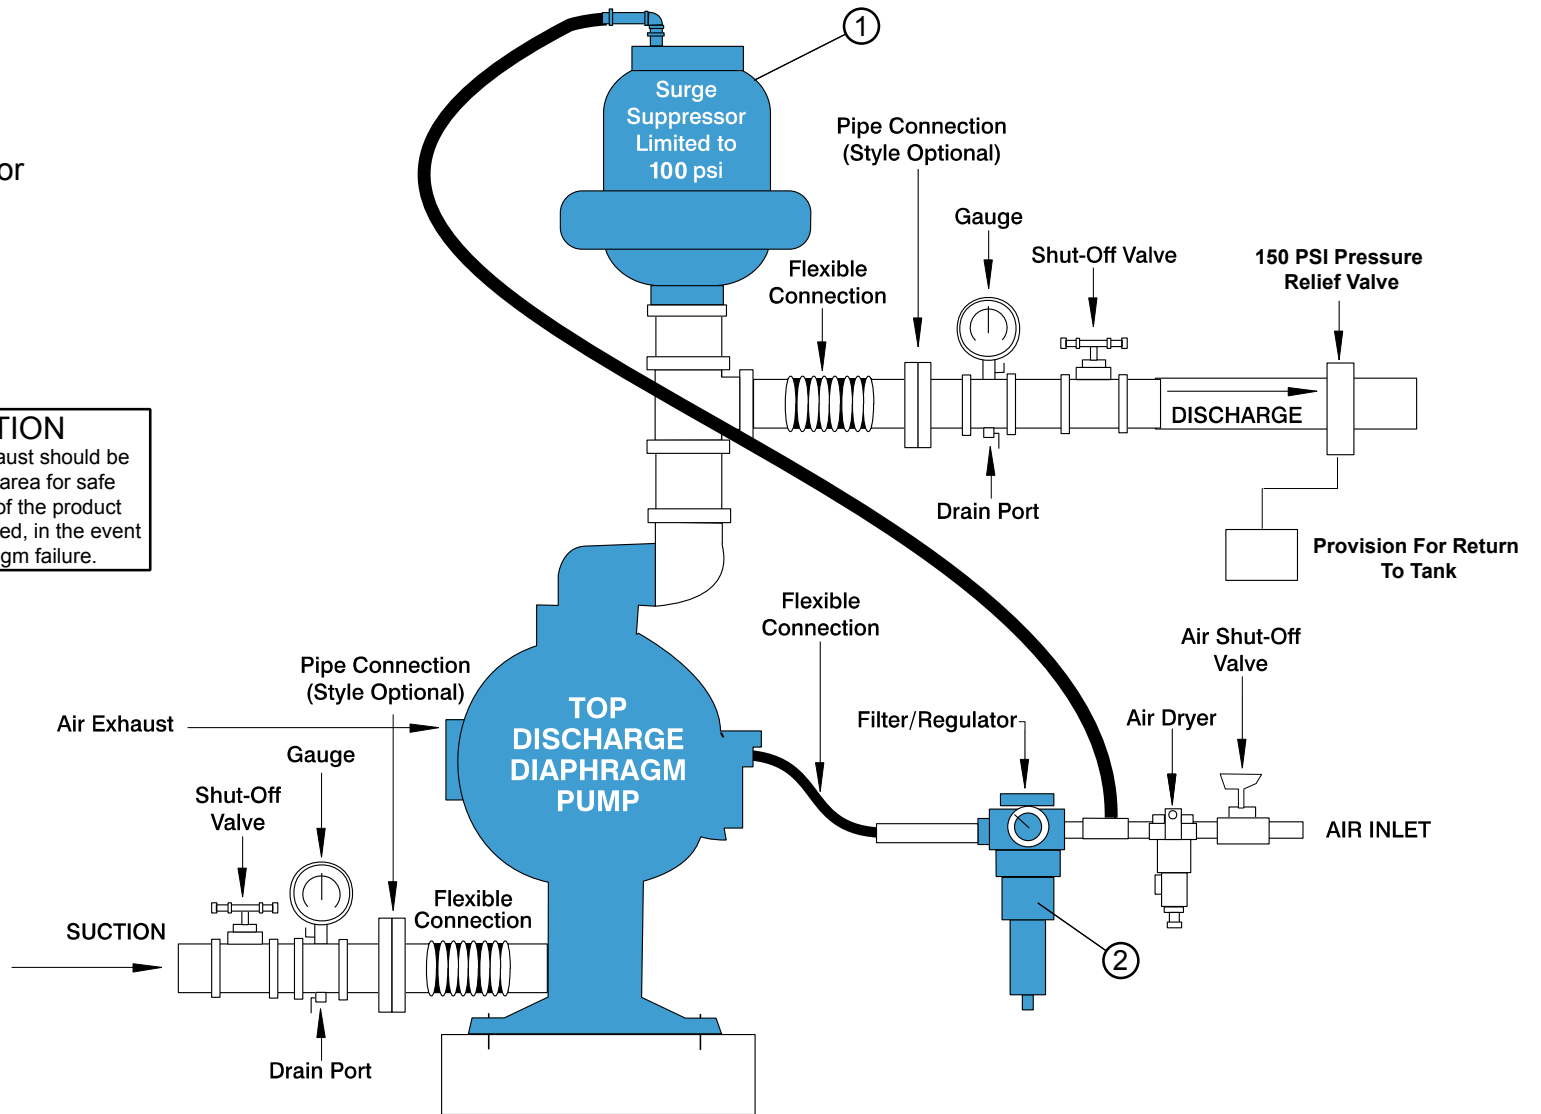 1
Surge
Suppressor
Limited to
100 psi
Pipe Connection
(Style Optional)
or
Gauge
Shut-Off Valve
150 PSI Pressure
Relief Valve
Flexible
Connection
DISCHARGE
TION
aust should be
area for safe
of the product
ed, in the event
gm failure.
Drain Port
Provision For Return
To Tank
Flexible
Connection
Air Shut-Off
Valve
Pipe Connection
(Style Optional)
Air Exhaust
TOP
DISCHARGE
DIAPHRAGM
PUMP
Filter/Regulator
Air Dryer
Gauge
Shut-Off
Valve
AIR INLET
Flexible
Connection
SUCTION
2
Drain Port